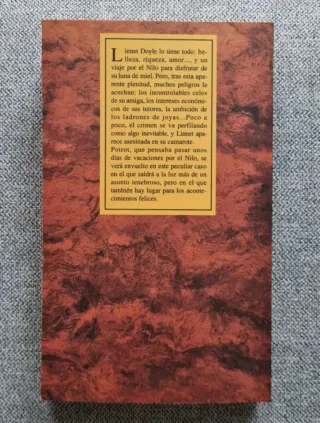 Linnet Doyle lo tiene todo: be-
lleza, riqueza, amor..., y un
viaje por el Nilo para disfrutar de
su luna de miel. Pero, tras esta apa-
rente plenitud, muchos peligros la
acechan: los incontrolables celos
de su amiga, los intereses económi-
cos de sus tutores, la ambición de
los ladrones de joyas...Poco a
poco, el crimen se va perfilando
como algo inevitable, y Linnet apa-
rece asesinada en su camarote.
Poirot, que pensaba pasar unos
días de vacaciones por el Nilo, se
verá envuelto en este peculiar caso
en el que saldrá a la luz más de un
asunto tenebroso, pero en el que
también hay lugar para los aconte-
cimientos felices.